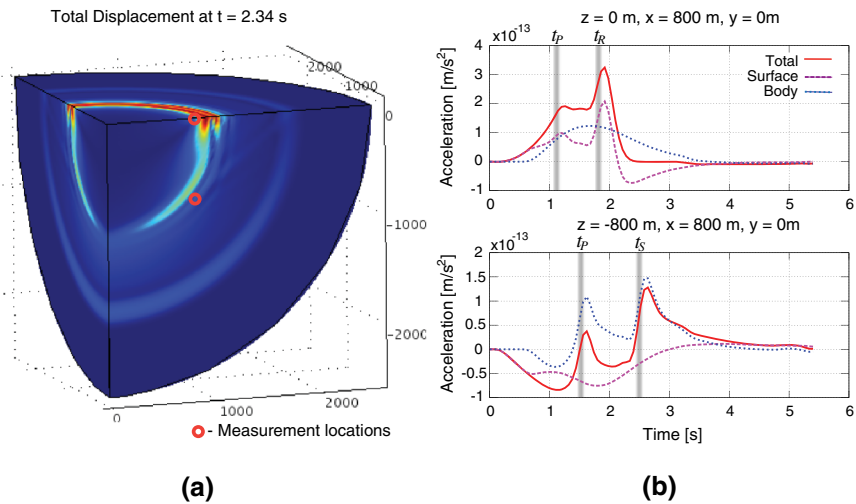 Total Displacement at t = 2.34 s
2000
1000
0
-1000
-2000
0
1000
2000
- Measurement locations
(a)
z = 0 m, x = 800 m, y = 0m
x10⁻¹³
t_P
t_R
Total
Surface
Body
Acceleration [m/s²]
4
3
2
1
0
-1
0 1 2 3 4 5 6
z = -800 m, x = 800 m, y = 0m
x10⁻¹³
t_P
t_S
Acceleration [m/s²]
2
1.5
1
0.5
0
-0.5
-1
0 1 2 3 4 5 6
Time [s]
(b)